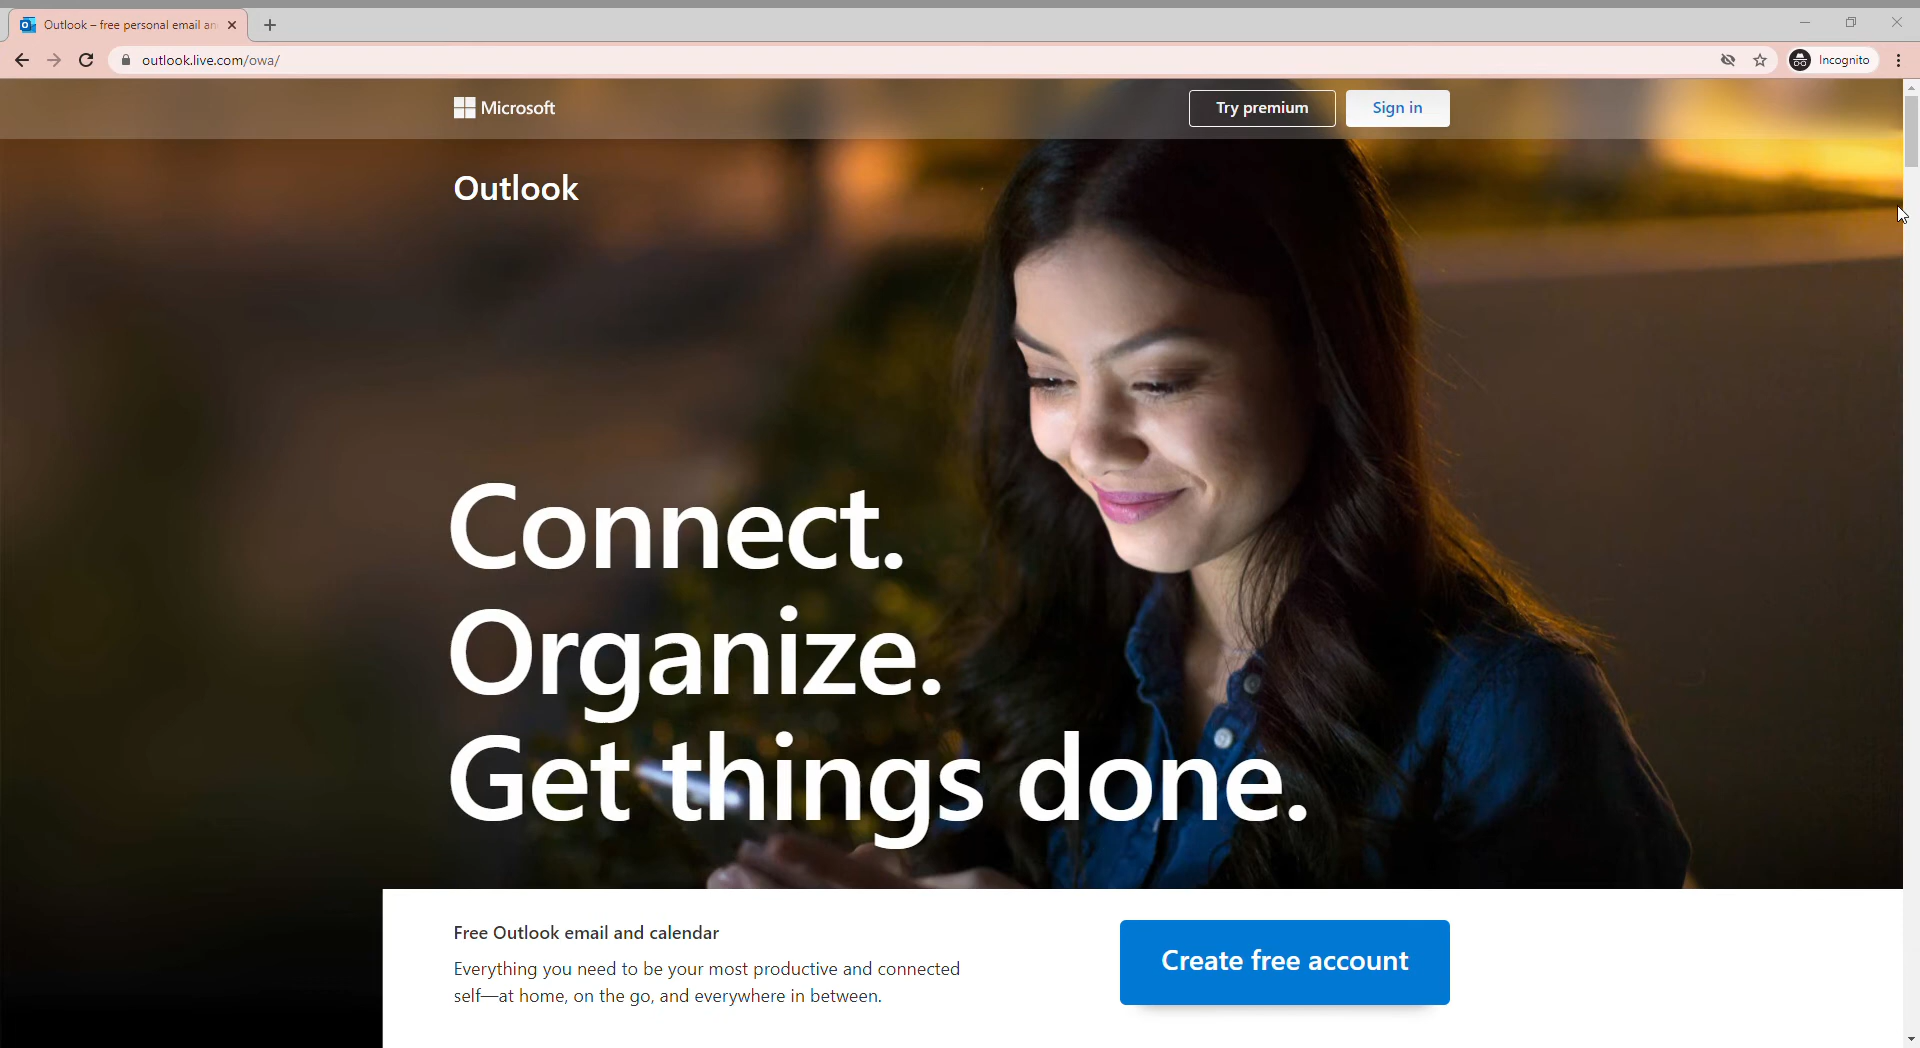 Outlook – free personal email an
outlook.live.com/owa/
Incognito
Microsoft
Try premium
Sign in
Outlook
Connect.
Organize.
Get things done.
Free Outlook email and calendar
Everything you need to be your most productive and connected
self—at home, on the go, and everywhere in between.
Create free account